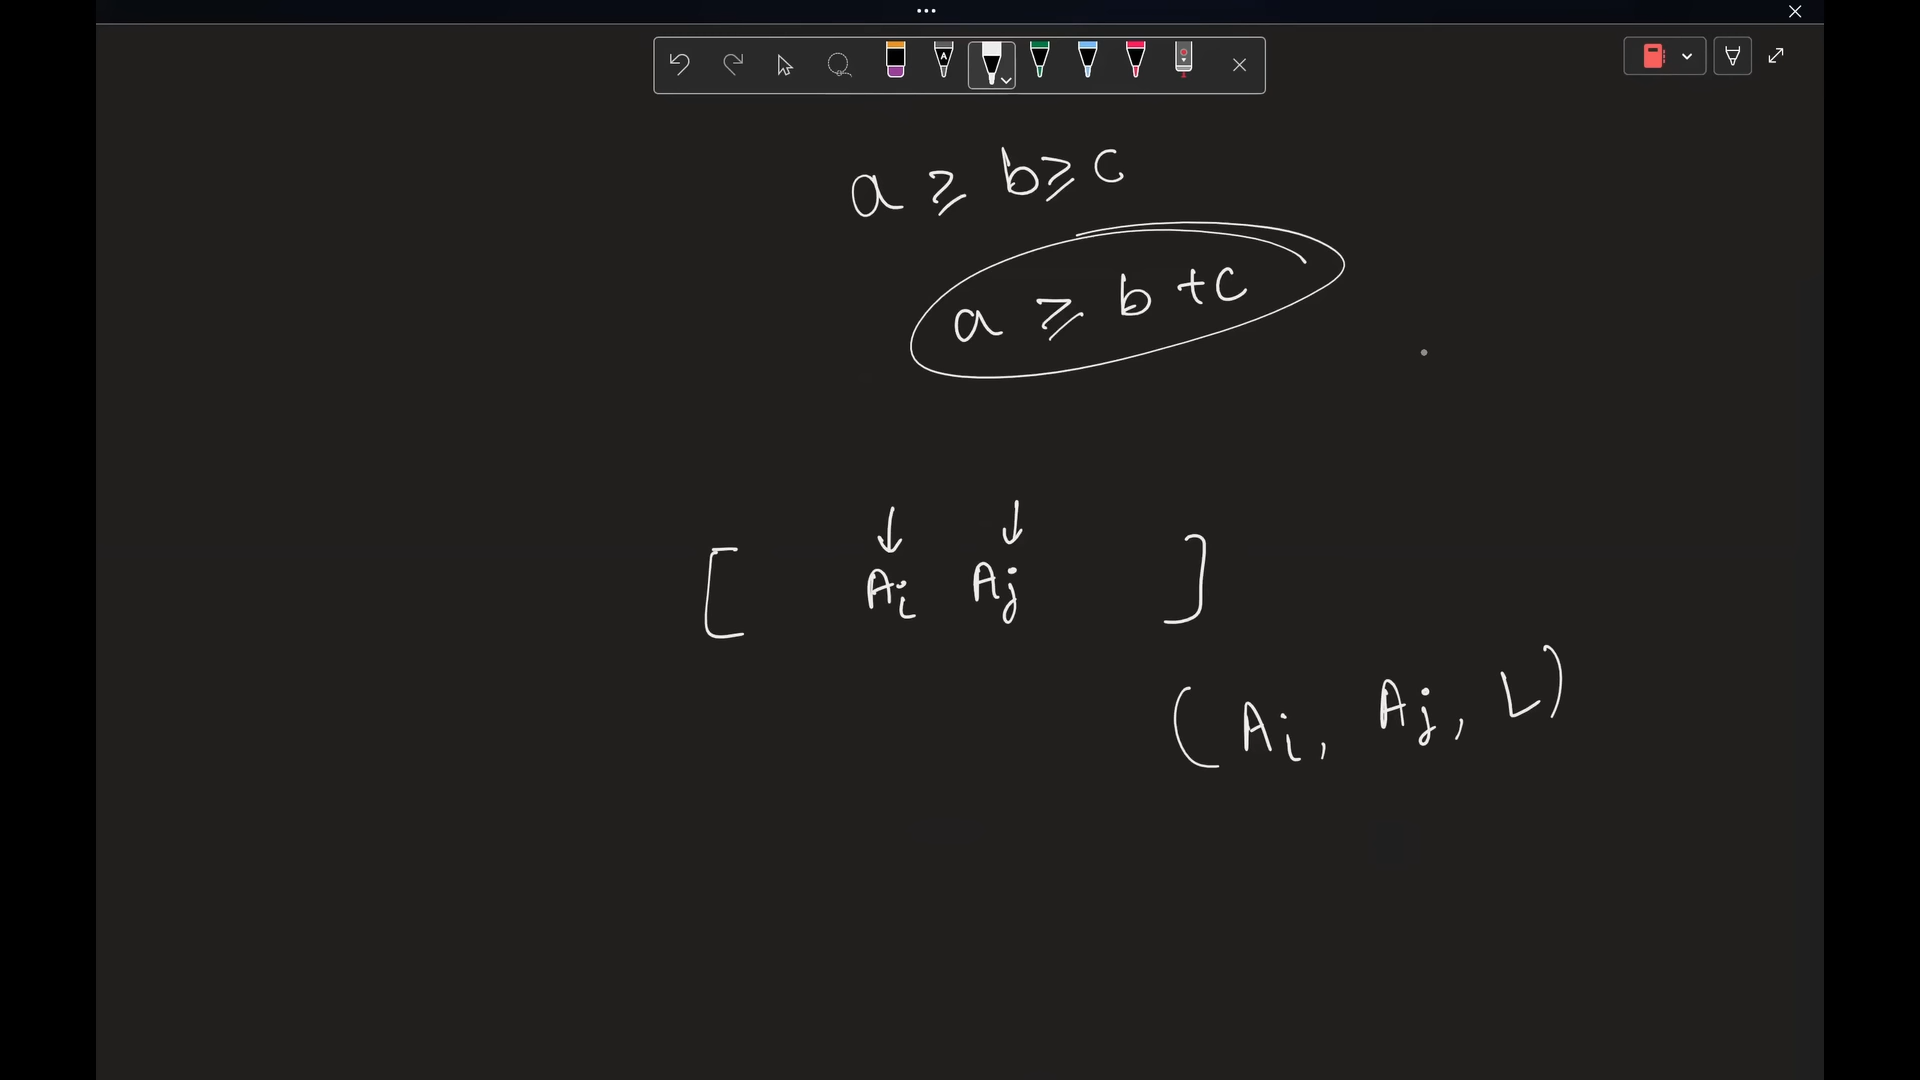 a ≥ b ≥ c
a ≥ b + c
↓ ↓
[ Ai Aj ]
(Ai, Aj, L)